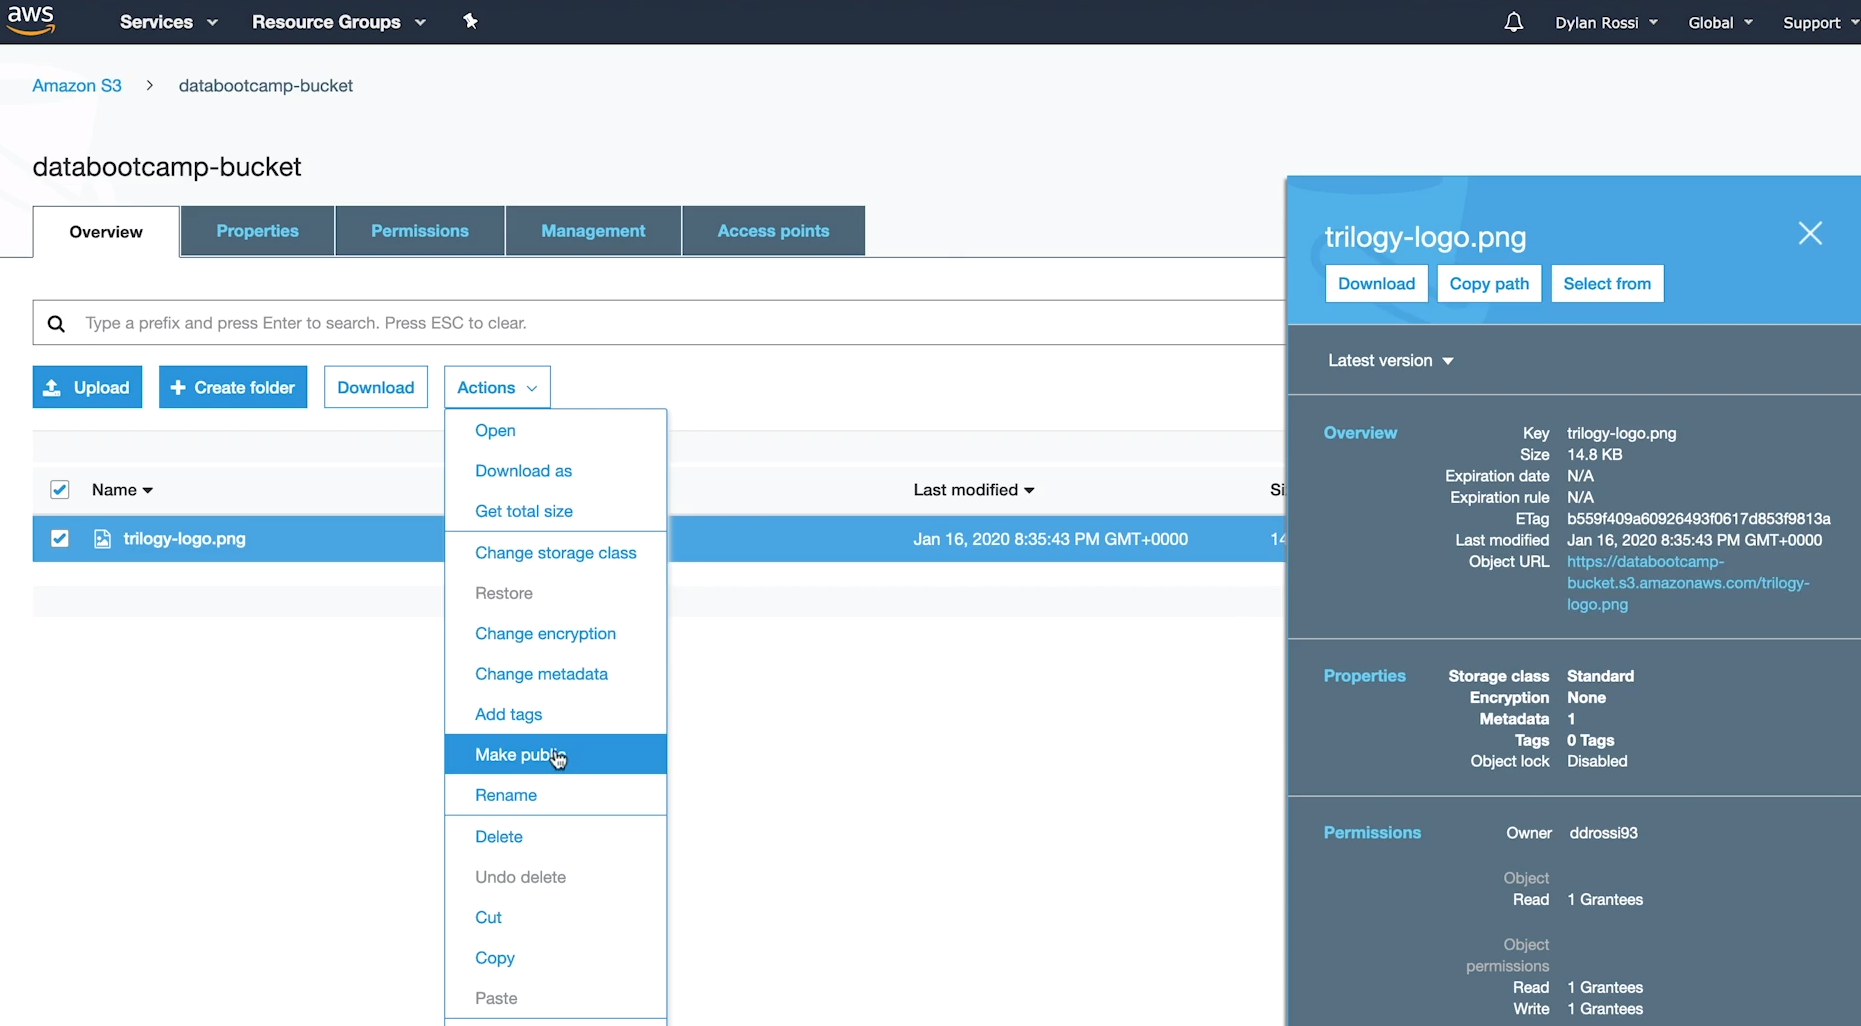 aws Services Resource Groups Dylan Rossi Global Support
Amazon S3 > databootcamp-bucket
databootcamp-bucket
Overview Properties Permissions Management Access points
Type a prefix and press Enter to search. Press ESC to clear.
Upload Create folder Download Actions
Open
Download as
Get total size
Change storage class
Restore
Change encryption
Change metadata
Add tags
Make public
Rename
Delete
Undo delete
Cut
Copy
Paste
Name Last modified
trilogy-logo.png Jan 16, 2020 8:35:43 PM GMT+0000 14
trilogy-logo.png
Download Copy path Select from
Latest version
Overview Key trilogy-logo.png
Size 14.8 KB
Expiration date N/A
Expiration rule N/A
ETag b559f409a60926493f0617d853f9813a
Last modified Jan 16, 2020 8:35:43 PM GMT+0000
Object URL https://databootcamp-
bucket.s3.amazonaws.com/trilogy-
logo.png
Properties Storage class Standard
Encryption None
Metadata 1
Tags 0 Tags
Object lock Disabled
Permissions Owner ddrossi93
Object
Read 1 Grantees
Object
permissions
Read 1 Grantees
Write 1 Grantees